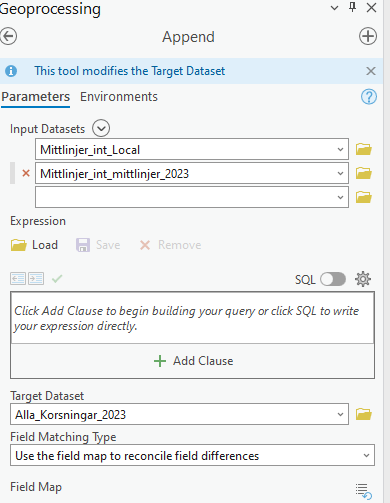 Geoprocessing
Append
This tool modifies the Target Dataset
Parameters Environments
Input Datasets
Mittlinjer_int_Local
Mittlinjer_int_mittlinjer_2023
Expression
Load Save Remove
SQL
Click Add Clause to begin building your query or click SQL to write
your expression directly.
Add Clause
Target Dataset
Alla_Korsningar_2023
Field Matching Type
Use the field map to reconcile field differences
Field Map